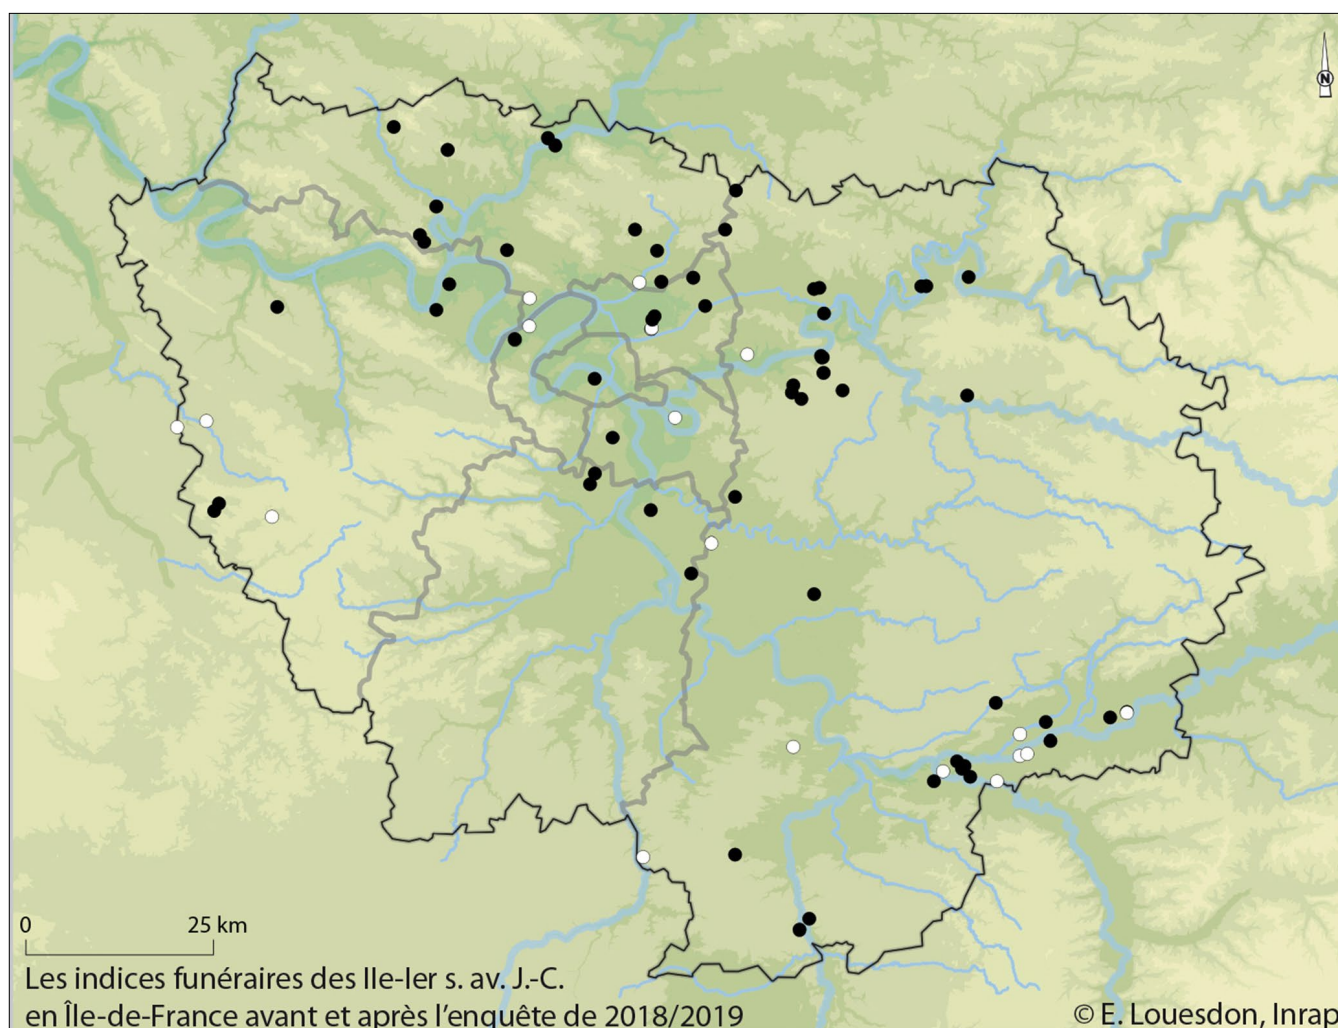 N
0 25 km
Les indices funéraires des IIe-Ier s. av. J.-C.
en Île-de-France avant et après l’enquête de 2018/2019
© E. Louesdon, Inrap